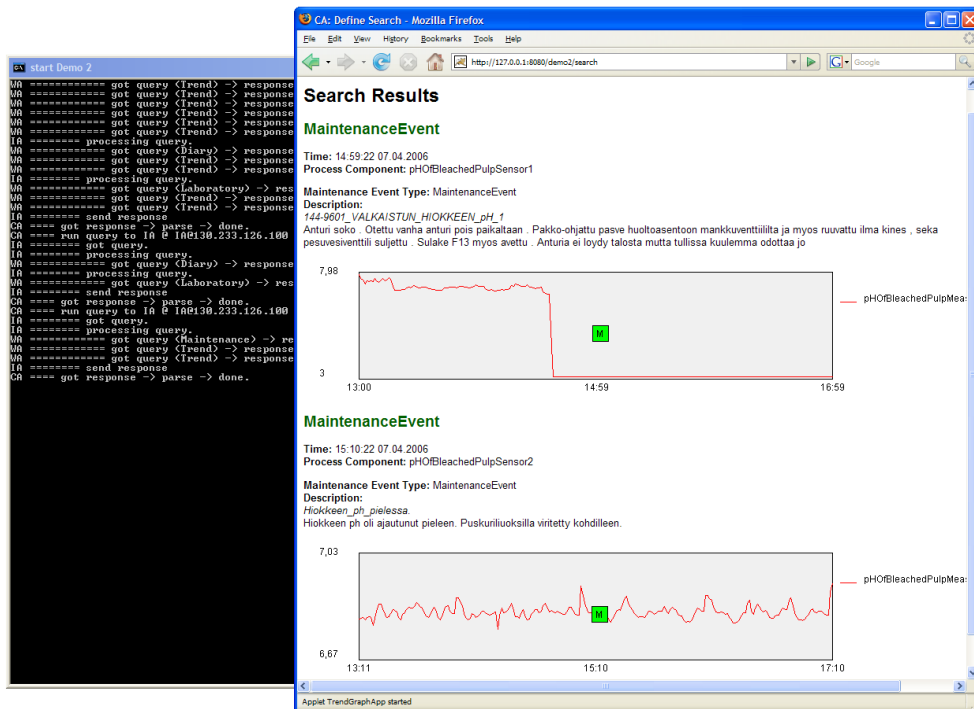 start Demo 2
WA ============ got query (Trend) -> response
WA ============ got query (Trend) -> response
WA ============ got query (Trend) -> response
WA ============ got query (Trend) -> response
WA ============ got query (Trend) -> response
WA ============ got query (Trend) -> response
IA ======== processing query.
WA ============ got query (Diary) -> response
WA ============ got query (Trend) -> response
WA ============ got query (Trend) -> response
IA ======== processing query.
WA ============ got query (Laboratory) -> res
WA ============ got query (Trend) -> response
WA ============ got query (Trend) -> response
IA ======== send response
CA ==== got response -> parse -> done.
CA ==== run query to IA @ IA@130.233.126.100
IA ======== got query.
IA ======== processing query.
WA ============ got query (Diary) -> response
IA ======== processing query.
WA ============ got query (Laboratory) -> res
IA ======== send response
CA ==== got response -> parse -> done.
CA ==== run query to IA @ IA@130.233.126.100
IA ======== got query.
IA ======== processing query.
WA ============ got query (Maintenance) -> re
WA ============ got query (Trend) -> response
WA ============ got query (Trend) -> response
IA ======== send response
CA ==== got response -> parse -> done.
CA: Define Search - Mozilla Firefox
File Edit View History Bookmarks Tools Help
http://127.0.0.1:8080/demo2/search
G Google
Search Results
MaintenanceEvent
Time: 14:59:22 07.04.2006
Process Component: pHOfBleachedPulpSensor1
Maintenance Event Type: MaintenanceEvent
Description:
144-9601_VALKAISTUN_HIOKKEEN_pH_1
Anturi soko . Otettu vanha anturi pois paikaltaan . Pakko-ohjattu pasve huoltoasentoon mankkuventtiililta ja myos ruuvattu ilma kines , seka
pesuvesiventtili suljettu . Sulake F13 myos avettu . Anturia ei loydy talosta mutta tullissa kuulemma odottaa jo
7,98
pHOfBleachedPulpMea
M
3
13:00 14:59 16:59
MaintenanceEvent
Time: 15:10:22 07.04.2006
Process Component: pHOfBleachedPulpSensor2
Maintenance Event Type: MaintenanceEvent
Description:
Hiokkeen_ph_pielessa.
Hiokkeen ph oli ajautunut pieleen. Puskuriliuoksilla viritetty kohdilleen.
7,03
pHOfBleachedPulpMea
M
6,67
13:11 15:10 17:10
Applet TrendGraphApp started